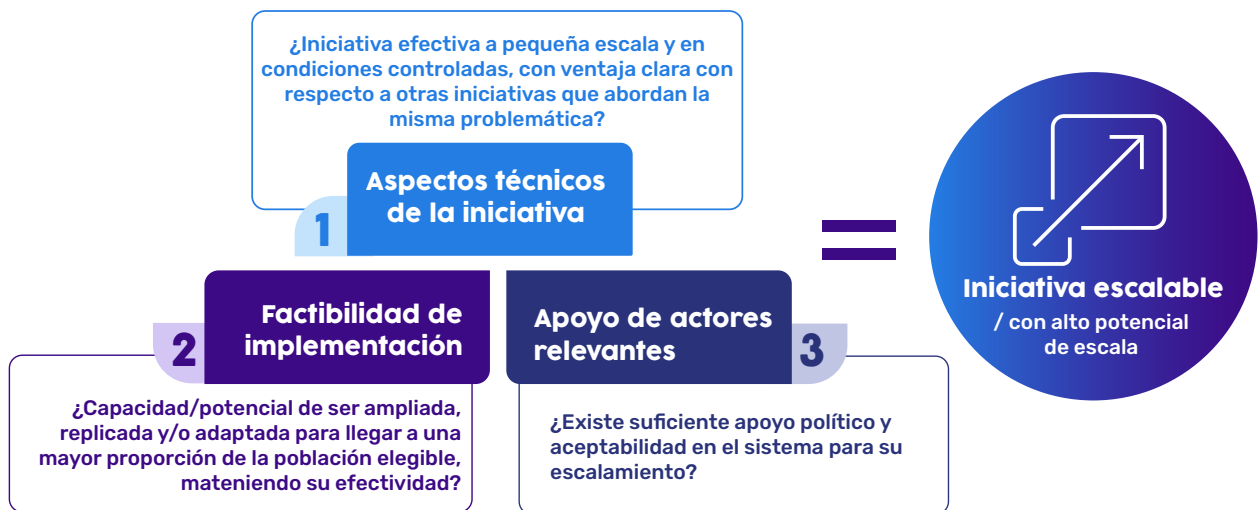 ¿Iniciativa efectiva a pequeña escala y en
condiciones controladas, con ventaja clara con
respecto a otras iniciativas que abordan la
misma problemática?
Aspectos técnicos
de la iniciativa
1
Factibilidad de
implementación
2
¿Capacidad/potencial de ser ampliada,
replicada y/o adaptada para llegar a una
mayor proporción de la población elegible,
mateniendo su efectividad?
Apoyo de actores
relevantes
3
¿Existe suficiente apoyo político y
aceptabilidad en el sistema para su
escalamiento?
=
Iniciativa escalable
/ con alto potencial
de escala